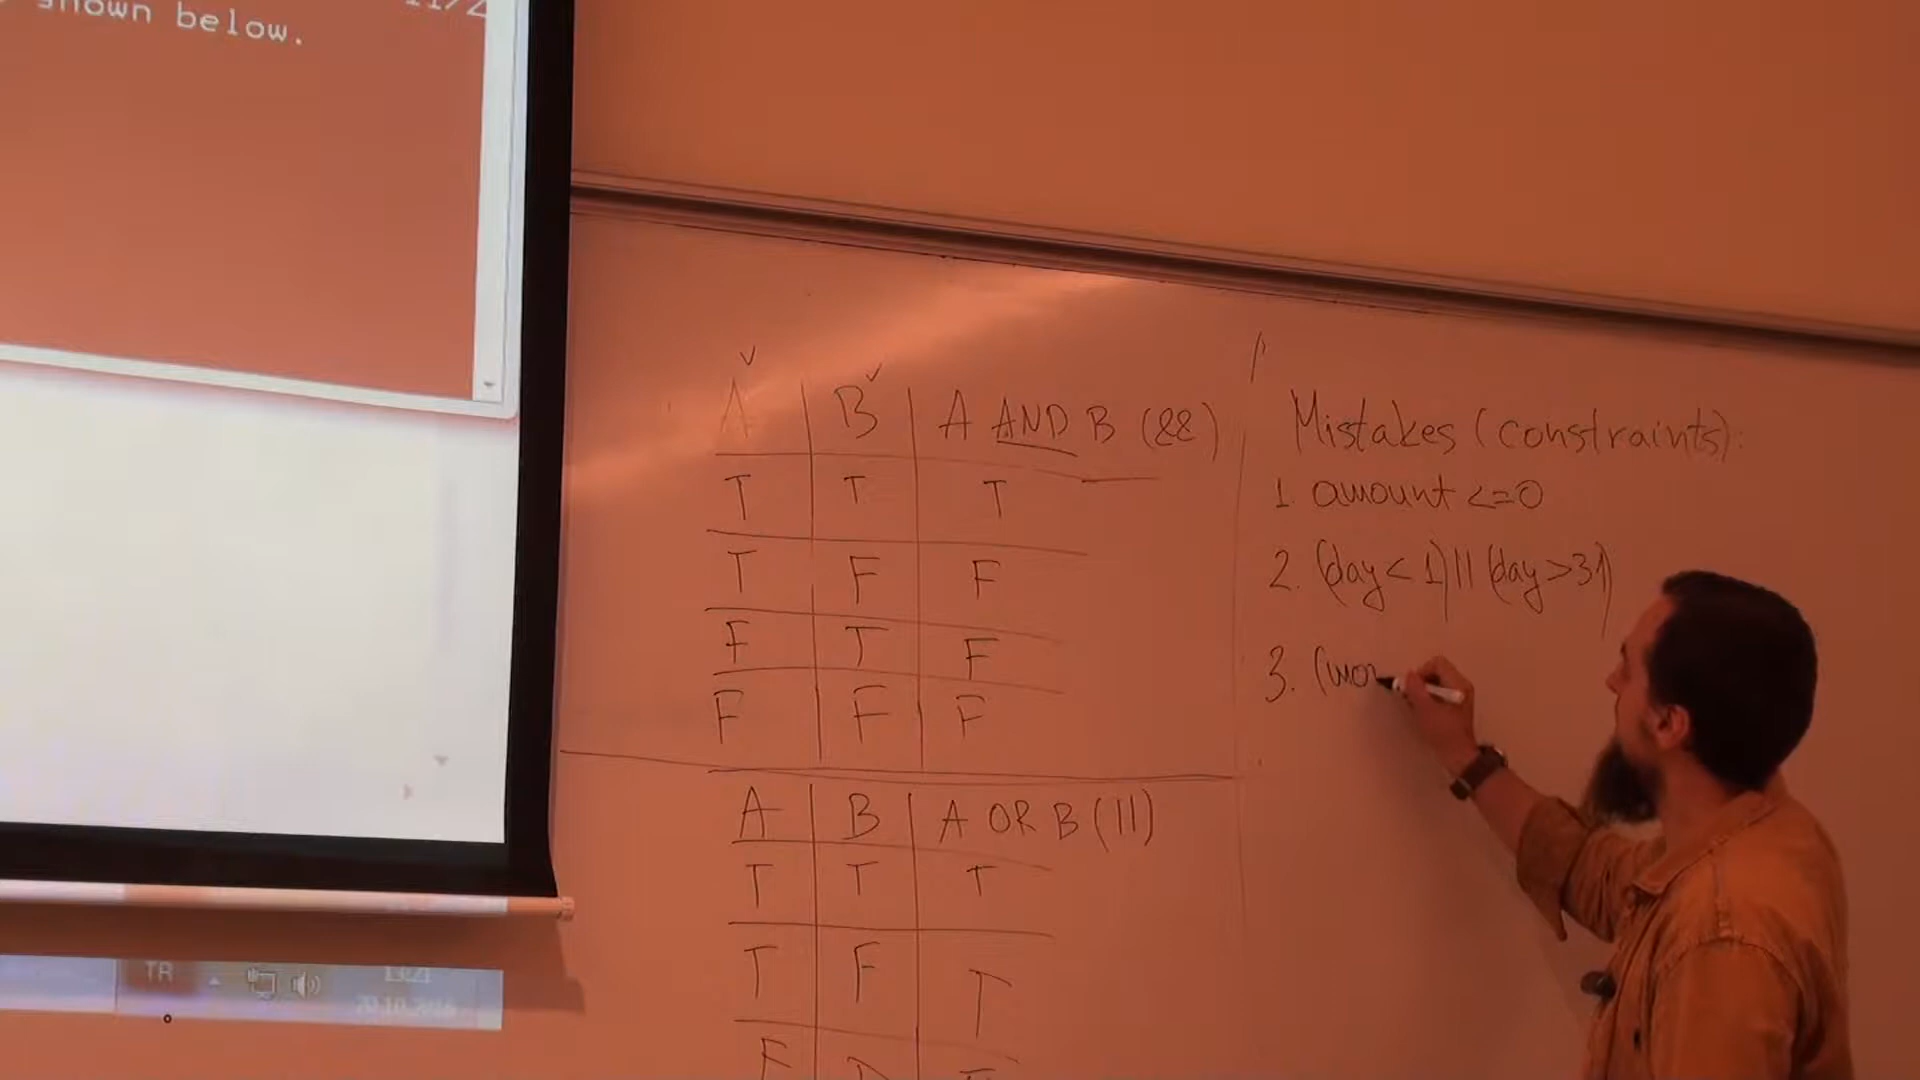 shown below.
A B A AND B (&&)
T T T
T F F
F T F
F F F
A B A OR B (||)
T T T
T F T
F
Mistakes (constraints):
1. amount <=0
2. (day < 1) || (day > 31)
3. (mon
TR